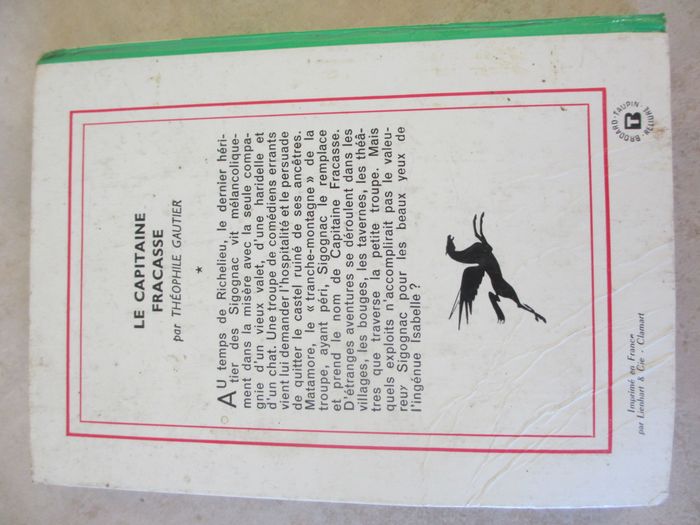 LE CAPITAINE
FRACASSE
par THÉOPHILE GAUTIER
*
AU temps de Richelieu, le dernier héri-
tier des Sigognac vit mélancolique-
ment dans la misère avec la seule compa-
gnie d'un vieux valet, d'une haridelle et
d'un chat. Une troupe de comédiens errants
vient lui demander l'hospitalité et le persuade
de quitter le castel ruiné de ses ancêtres.
Matamore, le « tranche-montagne » de la
troupe, ayant péri, Sigognac le remplace
et prend le nom de Capitaine Fracasse.
D'étranges aventures se déroulent dans les
villages, les bouges, les tavernes, les théâ-
tres que traverse la petite troupe. Mais
quels exploits n'accomplirait pas le valeu-
reux Sigognac pour les beaux yeux de
l'ingénue Isabelle ?
Imprimé en France
par Lienhart & Cie - Clamart
BRODARD-TAUPIN
RELIURE